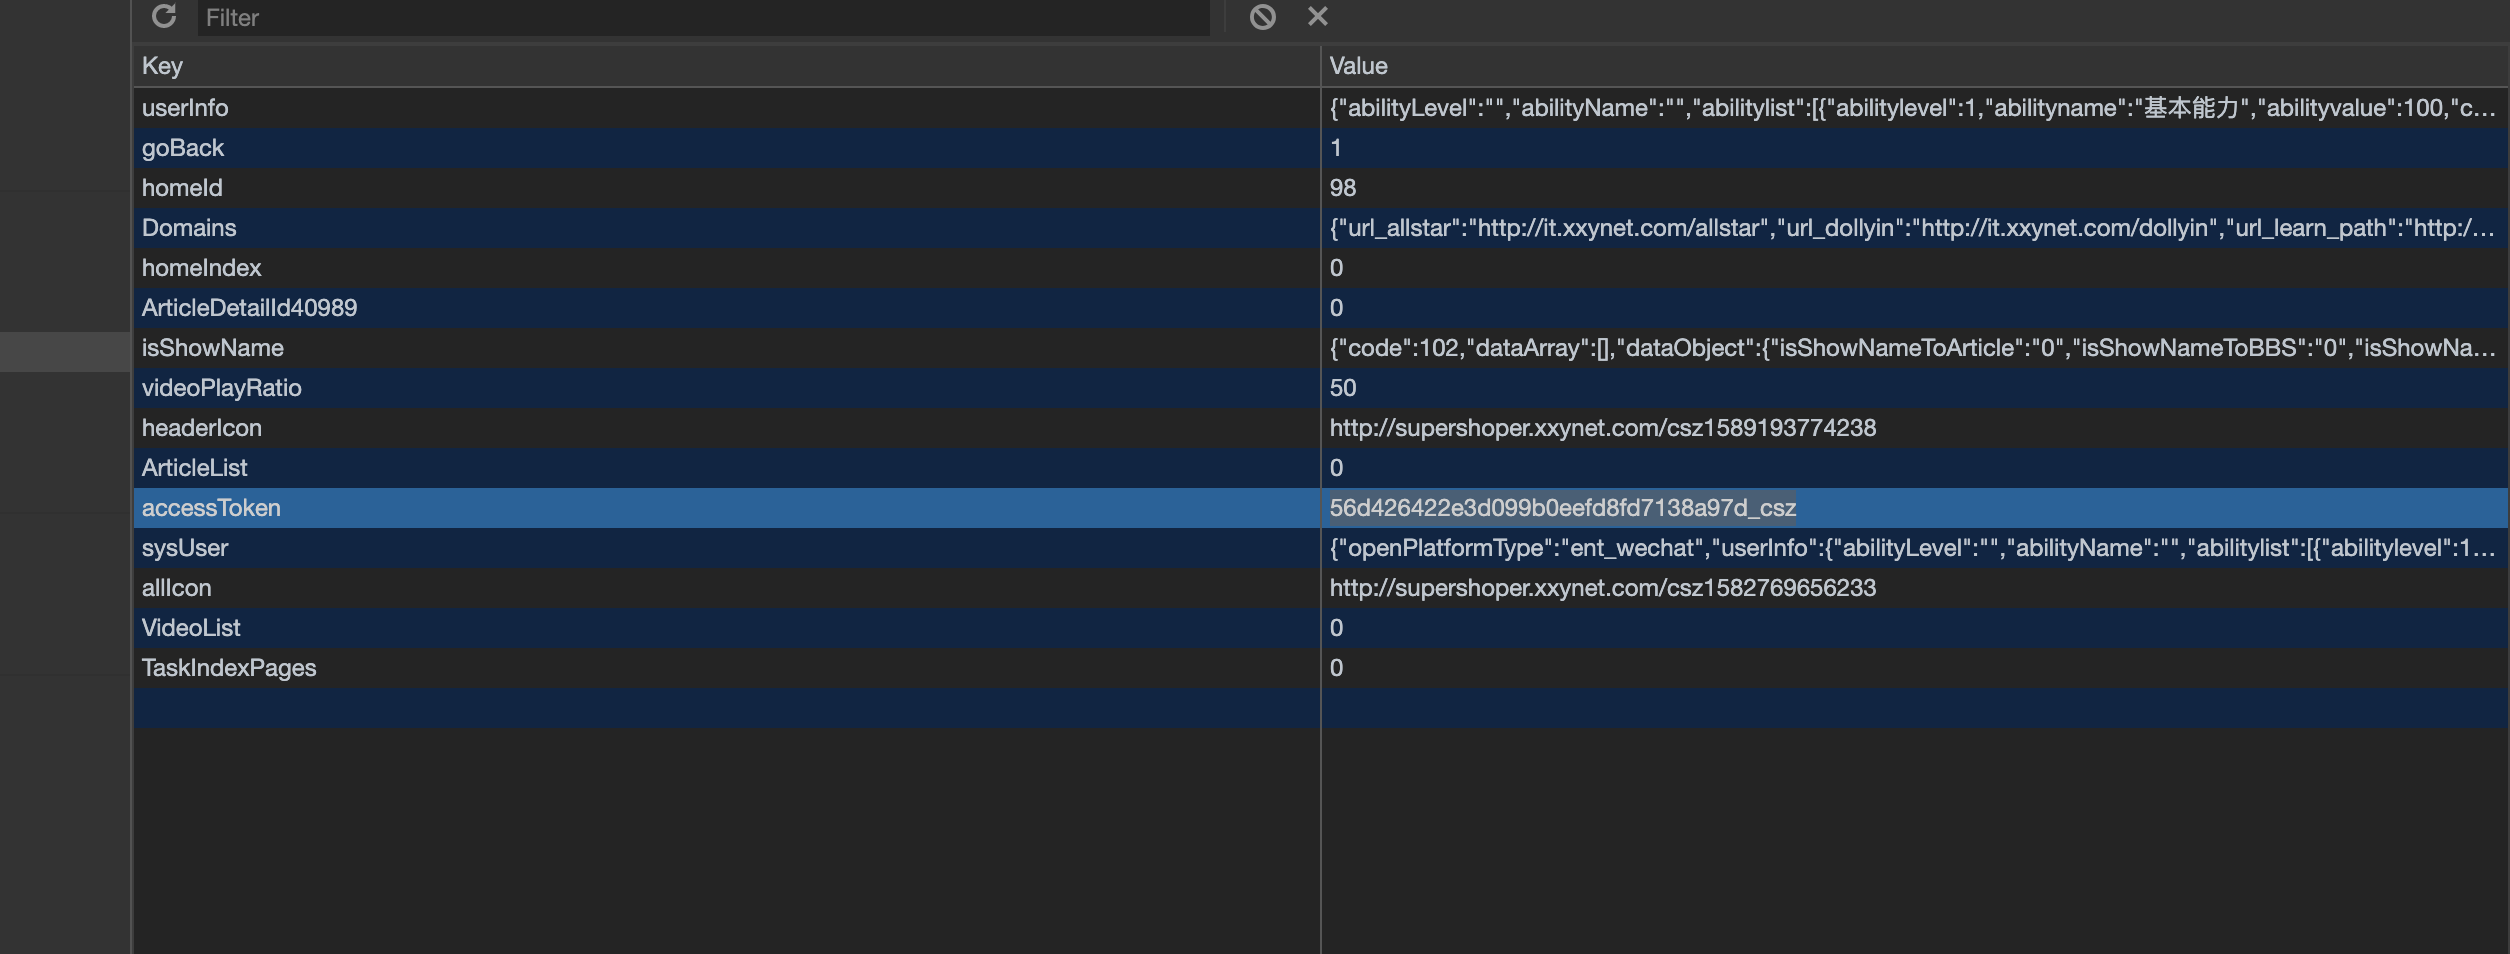 Filter
Key Value
userInfo {"abilityLevel":"","abilityName":"","abilitylist":[{"abilitylevel":1,"abilityname":"基本能力","abilityvalue":100,"c...
goBack 1
homeId 98
Domains {"url_allstar":"http://it.xxynet.com/allstar","url_dollyin":"http://it.xxynet.com/dollyin","url_learn_path":"http:/...
homeIndex 0
ArticleDetailId40989 0
isShowName {"code":102,"dataArray":[],"dataObject":{"isShowNameToArticle":"0","isShowNameToBBS":"0","isShowNa...
videoPlayRatio 50
headerIcon http://supershoper.xxynet.com/csz1589193774238
ArticleList 0
accessToken 56d426422e3d099b0eefd8fd7138a97d_csz
sysUser {"openPlatformType":"ent_wechat","userInfo":{"abilityLevel":"","abilityName":"","abilitylist":[{"abilitylevel":1...
allIcon http://supershoper.xxynet.com/csz1582769656233
VideoList 0
TaskIndexPages 0